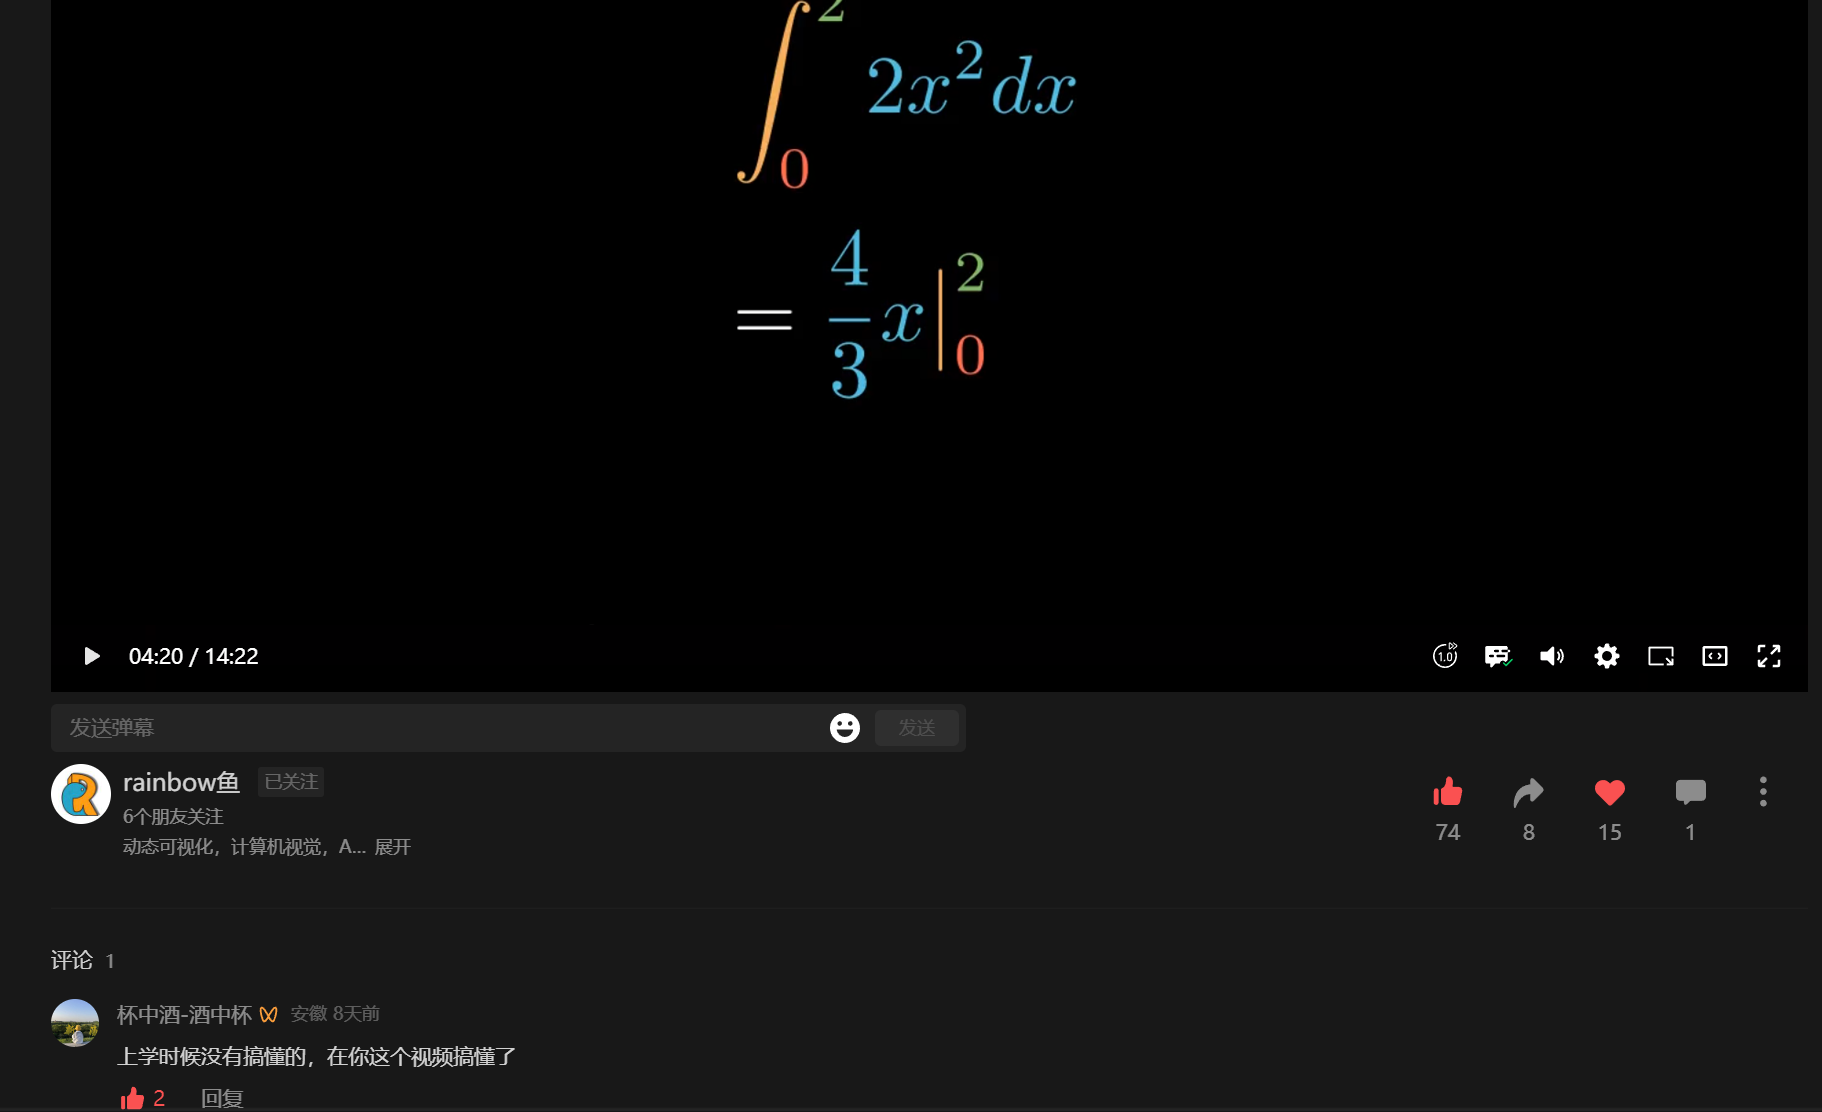 ∫₀² 2x² dx
= 4/3 x |₀²
04:20 / 14:22
1.0
发送弹幕
发送
rainbow鱼 已关注
6个朋友关注
动态可视化，计算机视觉，A... 展开
74 8 15 1
评论 1
杯中酒-酒中杯 安徽 8天前
上学时候没有搞懂的，在你这个视频搞懂了
2 回复